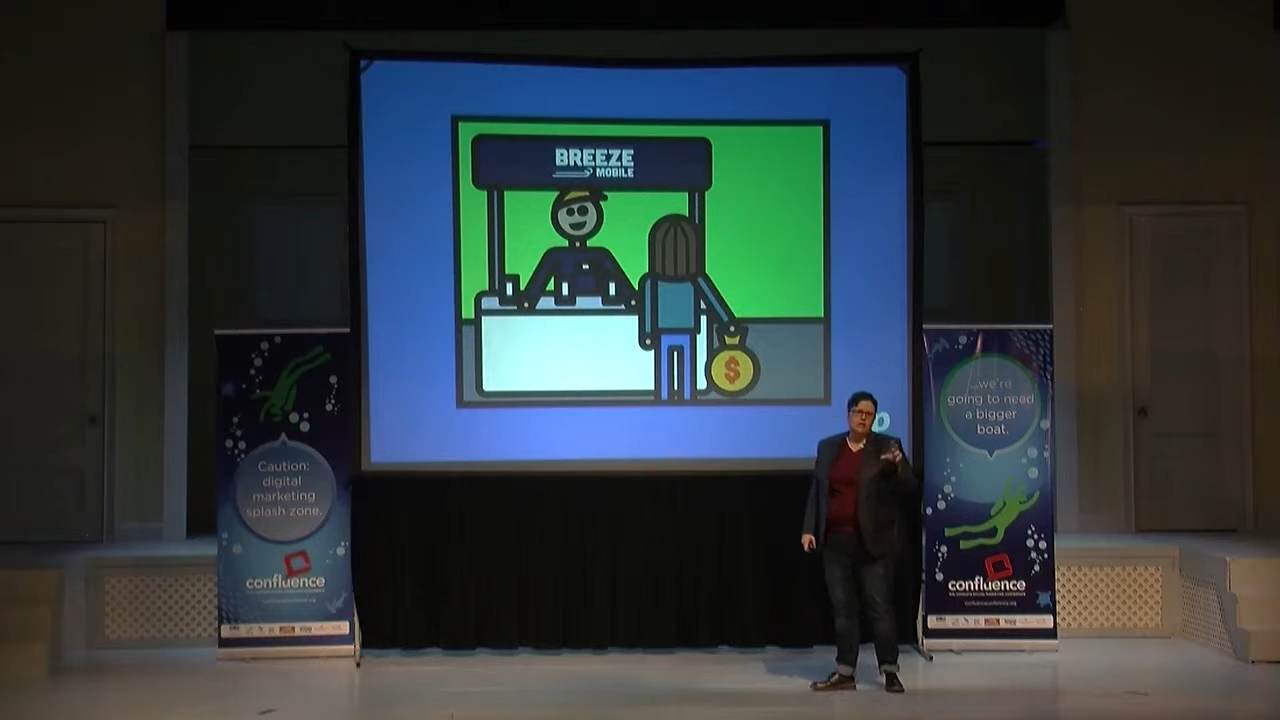 BREEZE
MOBILE
$
Caution:
digital
marketing
splash zone.
confluence
...we're
going to need
a bigger
boat.
confluence